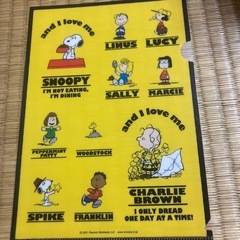 and I love me
LINUS
LUCY
SNOOPY
I'M NOT EATING,
I'M DINING
SALLY
MARCIE
and I love me
PEPPERMINT
PATTY
WOODSTOCK
CHARLIE
BROWN
I ONLY DREAD
ONE DAY AT A TIME!
SPIKE
FRANKLIN